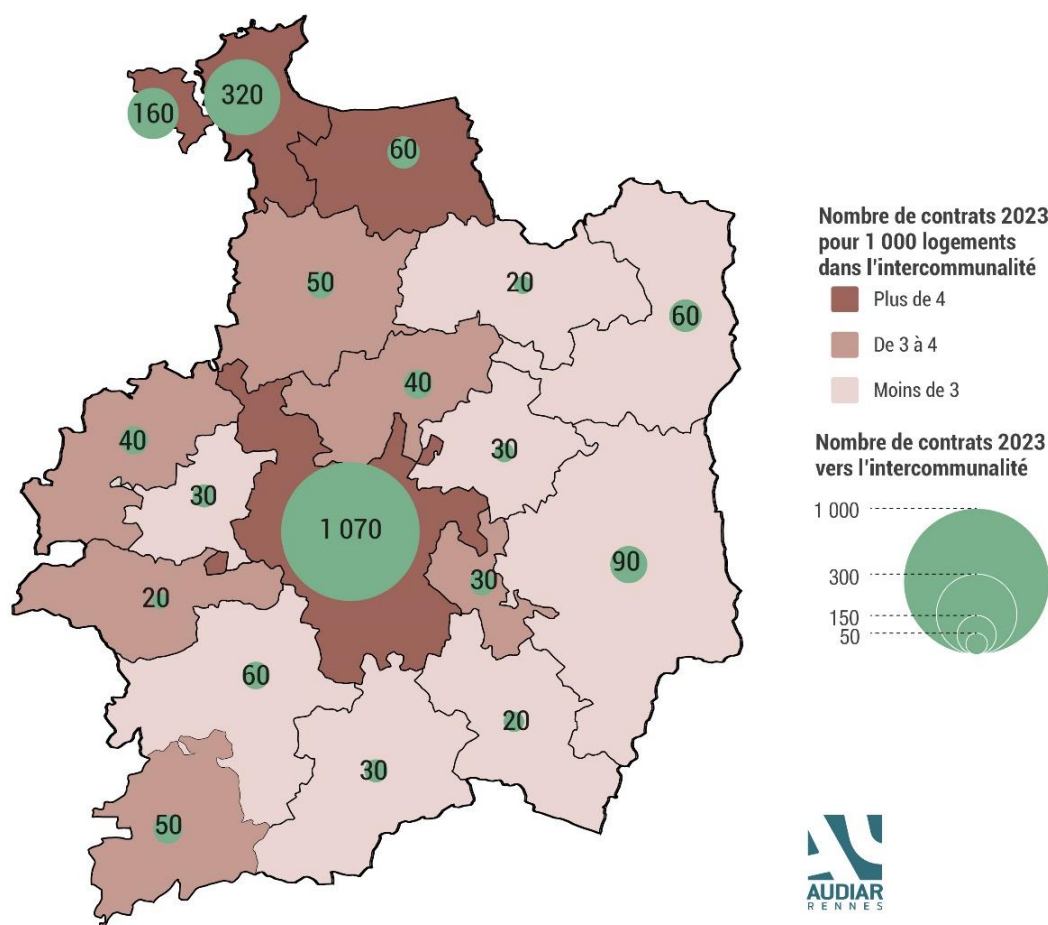 320
160
60
50
20
60
40
40
30
30
1 070
90
30
20
60
20
30
50
Nombre de contrats 2023
pour 1 000 logements
dans l'intercommunalité
Plus de 4
De 3 à 4
Moins de 3
Nombre de contrats 2023
vers l'intercommunalité
1 000
300
150
50
AU
AUDIAR
RENNES